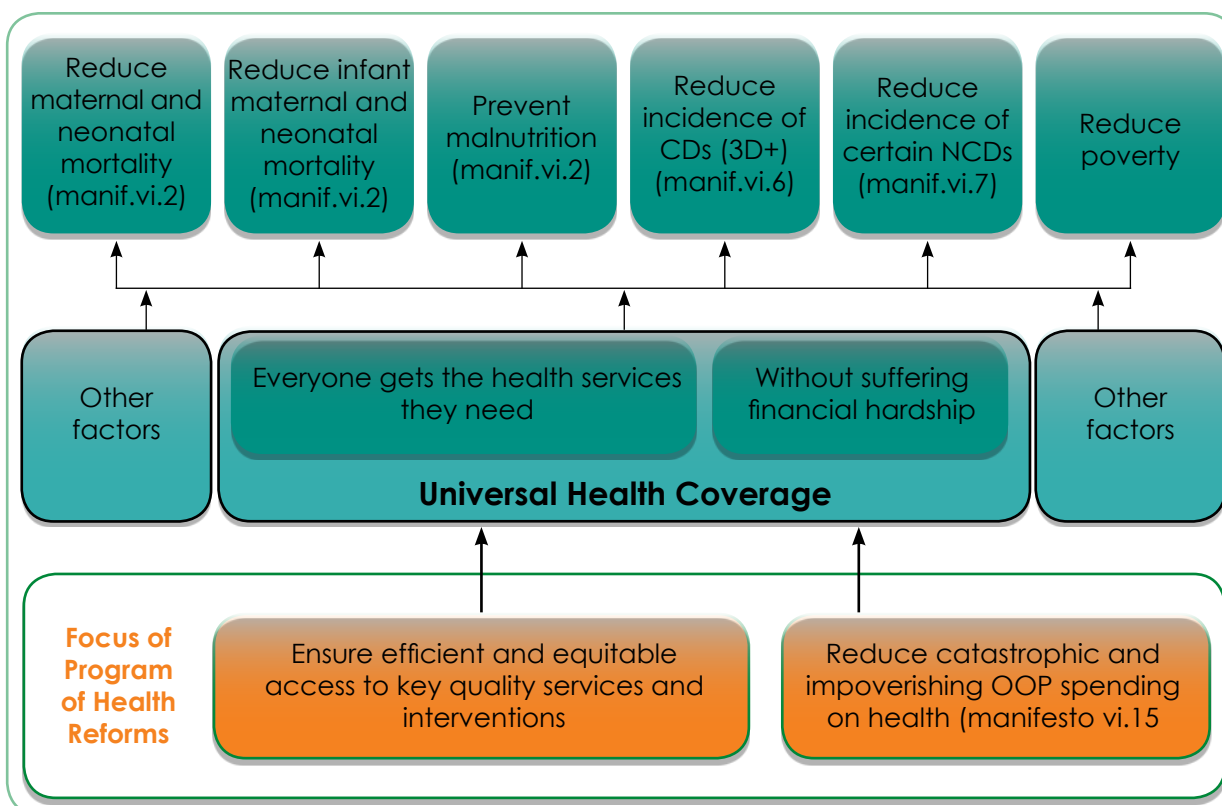 Reduce
maternal and
neonatal
mortality
(manif.vi.2)
Reduce infant
maternal and
neonatal
mortality
(manif.vi.2)
Prevent
malnutrition
(manif.vi.2)
Reduce
incidence of
CDs (3D+)
(manif.vi.6)
Reduce
incidence of
certain NCDs
(manif.vi.7)
Reduce
poverty
Other
factors
Everyone gets the health services
they need
Without suffering
financial hardship
Universal Health Coverage
Other
factors
Focus of
Program
of Health
Reforms
Ensure efficient and equitable
access to key quality services and
interventions
Reduce catastrophic and
impoverishing OOP spending
on health (manifesto vi.15